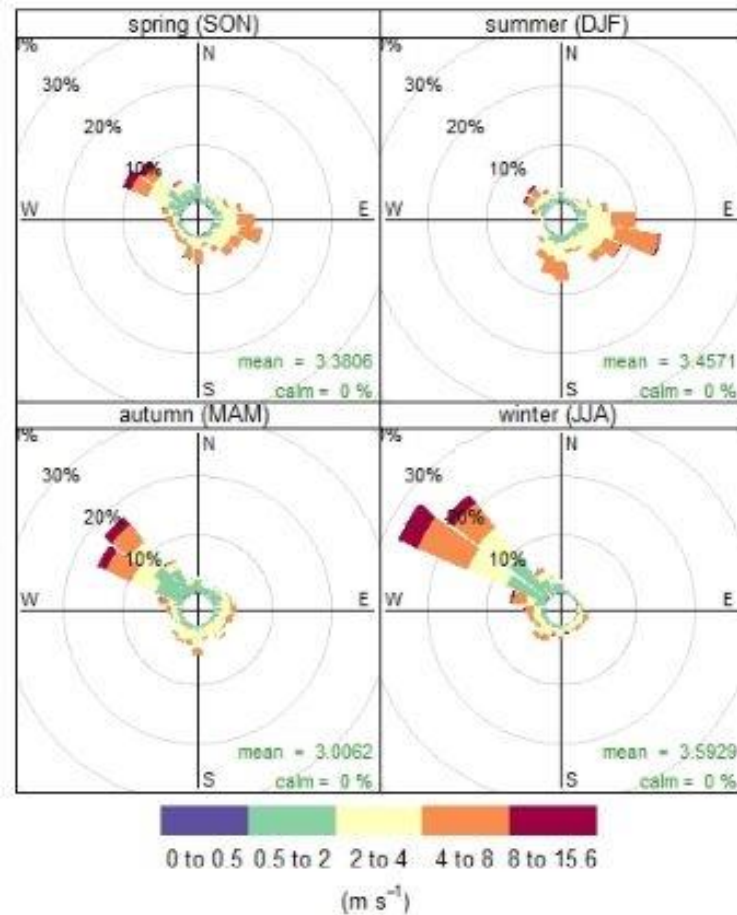 spring (SON)
summer (DJF)
N
30%
20%
10%
W
E
S
mean = 3.3806
calm = 0 %
N
30%
20%
10%
W
E
S
mean = 3.4571
calm = 0 %
autumn (MAM)
winter (JJA)
N
30%
20%
10%
W
E
S
mean = 3.0062
calm = 0 %
N
30%
20%
10%
W
E
S
mean = 3.5929
calm = 0 %
0 to 0.5 0.5 to 2 2 to 4 4 to 8 8 to 15.6
(m s⁻¹)